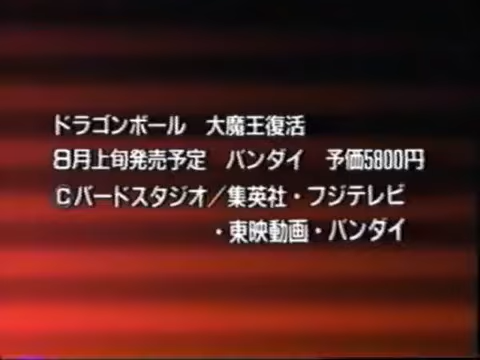 ドラゴンボール　大魔王復活
8月上旬発売予定　バンダイ　予価5800円
Ⓒバードスタジオ／集英社・フジテレビ
・東映動画・バンダイ